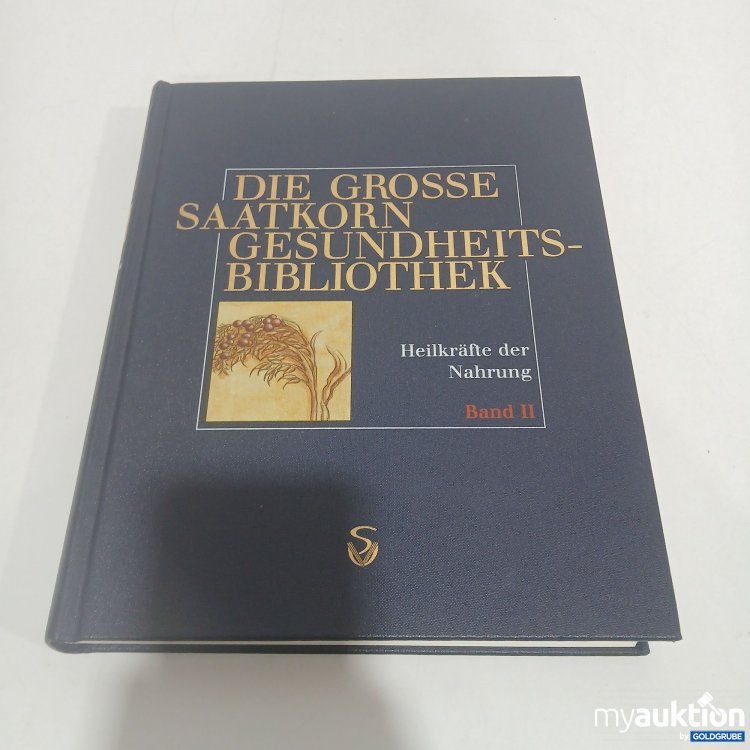 DIE GROSSE
SAATKORN
GESUNDHEITS-
BIBLIOTHEK
Heilkräfte der
Nahrung
Band II
S
myauktion
by GOLDGRUBE